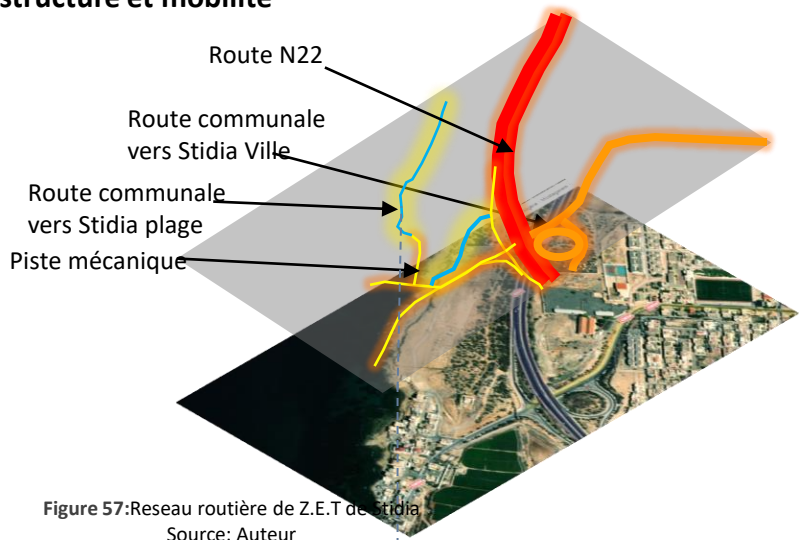 structure et mobilité
Route N22
Route communale
vers Stidia Ville
Route communale
vers Stidia plage
Piste mécanique
Figure 57:Reseau routière de Z.E.T de Stidia
Source: Auteur